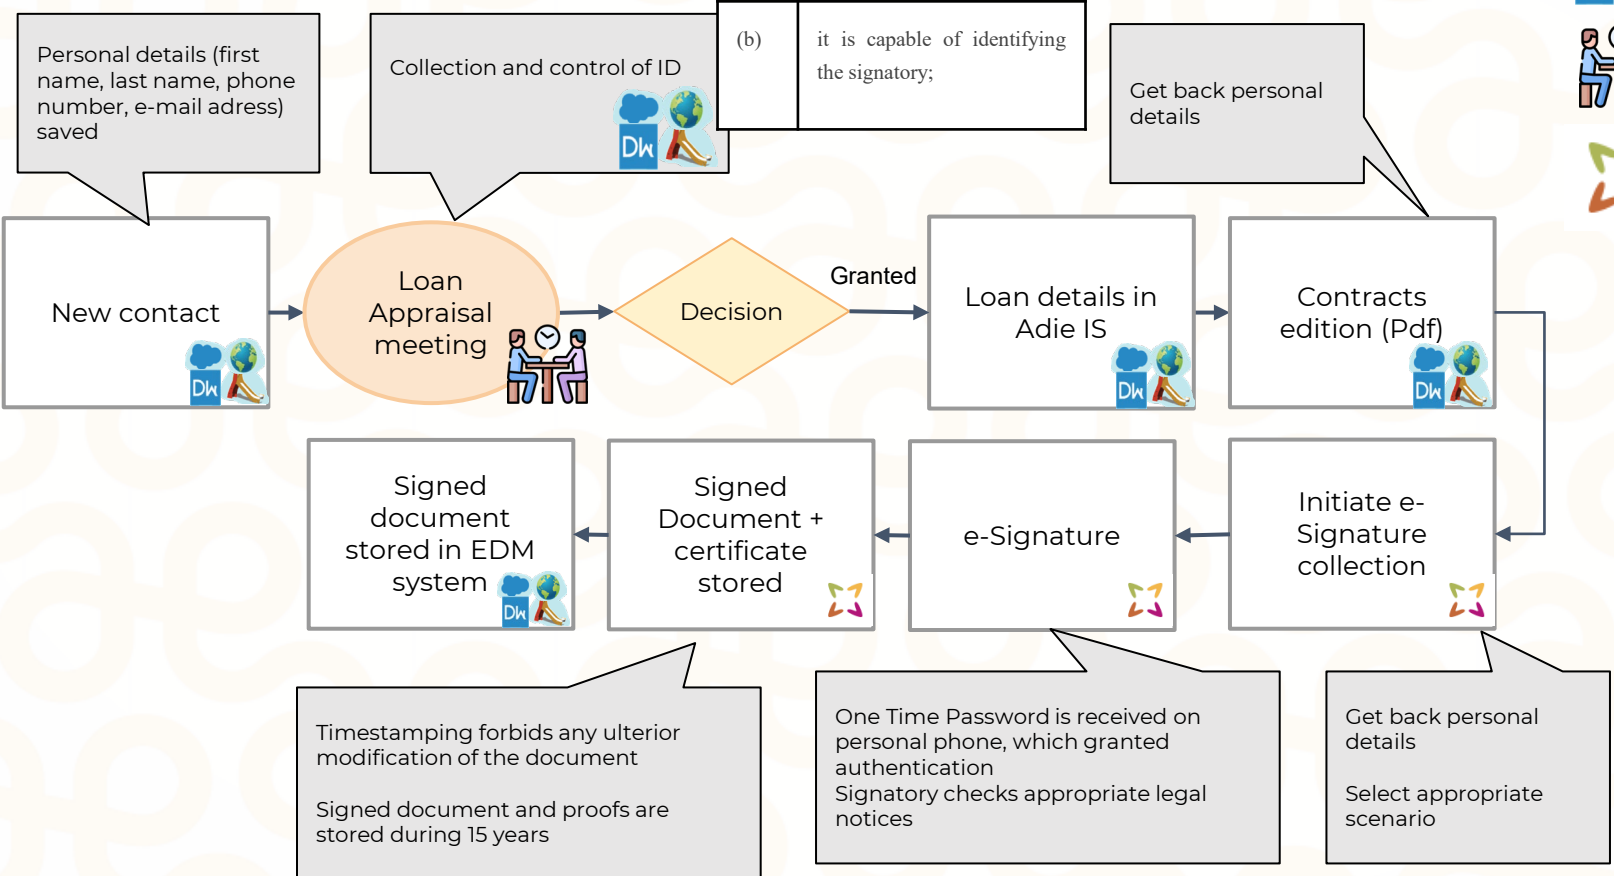 Personal details (first
name, last name, phone
number, e-mail adress)
saved
Collection and control of ID
DW
(b)
it is capable of identifying
the signatory;
Get back personal
details
New contact
DW
Loan
Appraisal
meeting
Decision
Granted
Loan details in
Adie IS
DW
Contracts
edition (Pdf)
DW
Signed
document
stored in EDM
system
DW
Signed
Document +
certificate
stored
e-Signature
Initiate e-
Signature
collection
Timestamping forbids any ulterior
modification of the document
Signed document and proofs are
stored during 15 years
One Time Password is received on
personal phone, which granted
authentication
Signatory checks appropriate legal
notices
Get back personal
details
Select appropriate
scenario